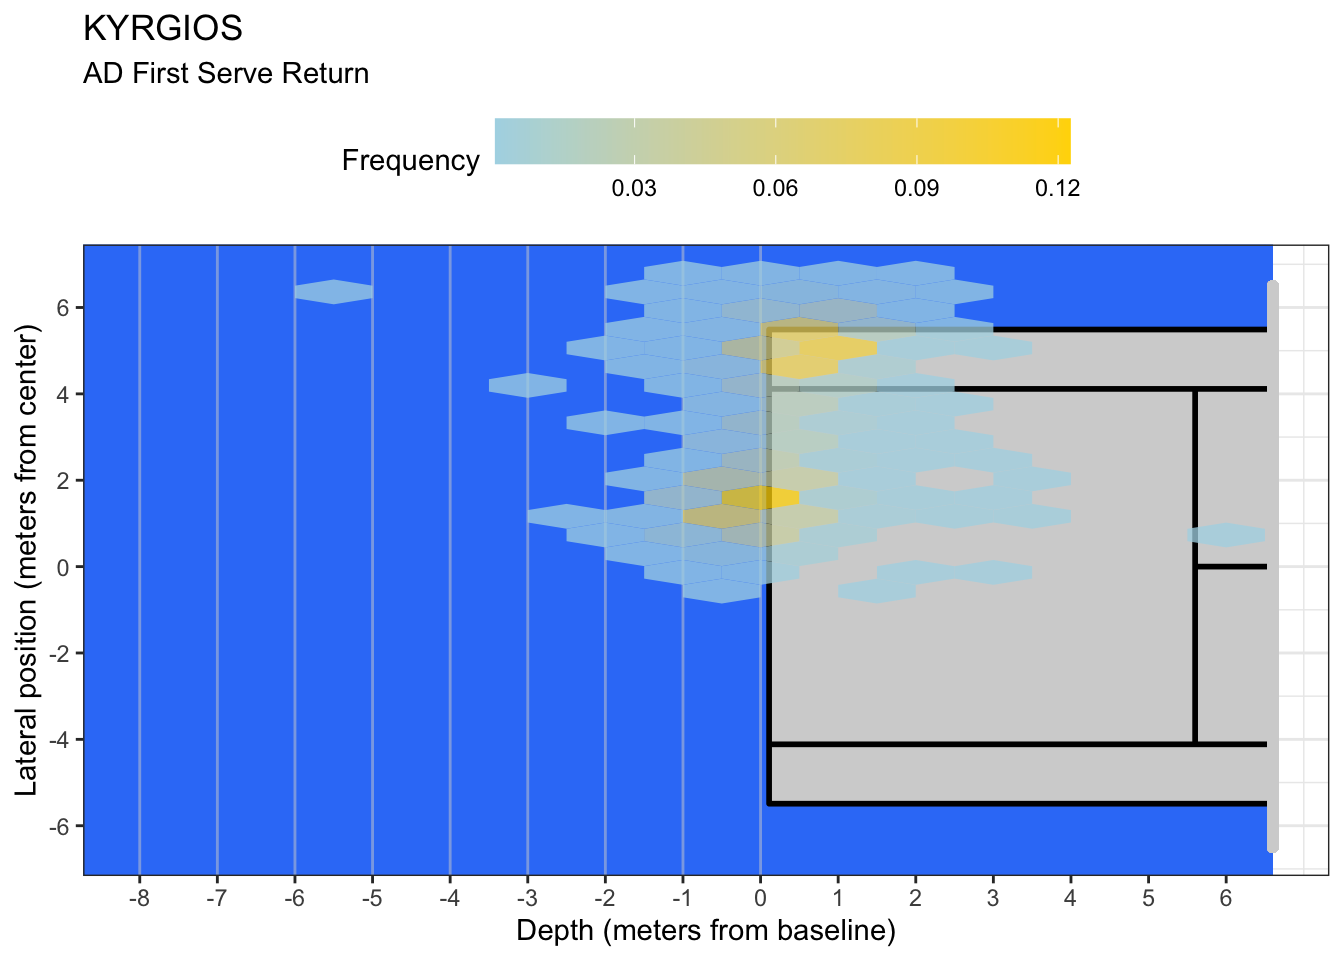 KYRGIOS
AD First Serve Return
Frequency
0.03 0.06 0.09 0.12
Lateral position (meters from center)
6
4
2
0
-2
-4
-6
-8 -7 -6 -5 -4 -3 -2 -1 0 1 2 3 4 5 6
Depth (meters from baseline)